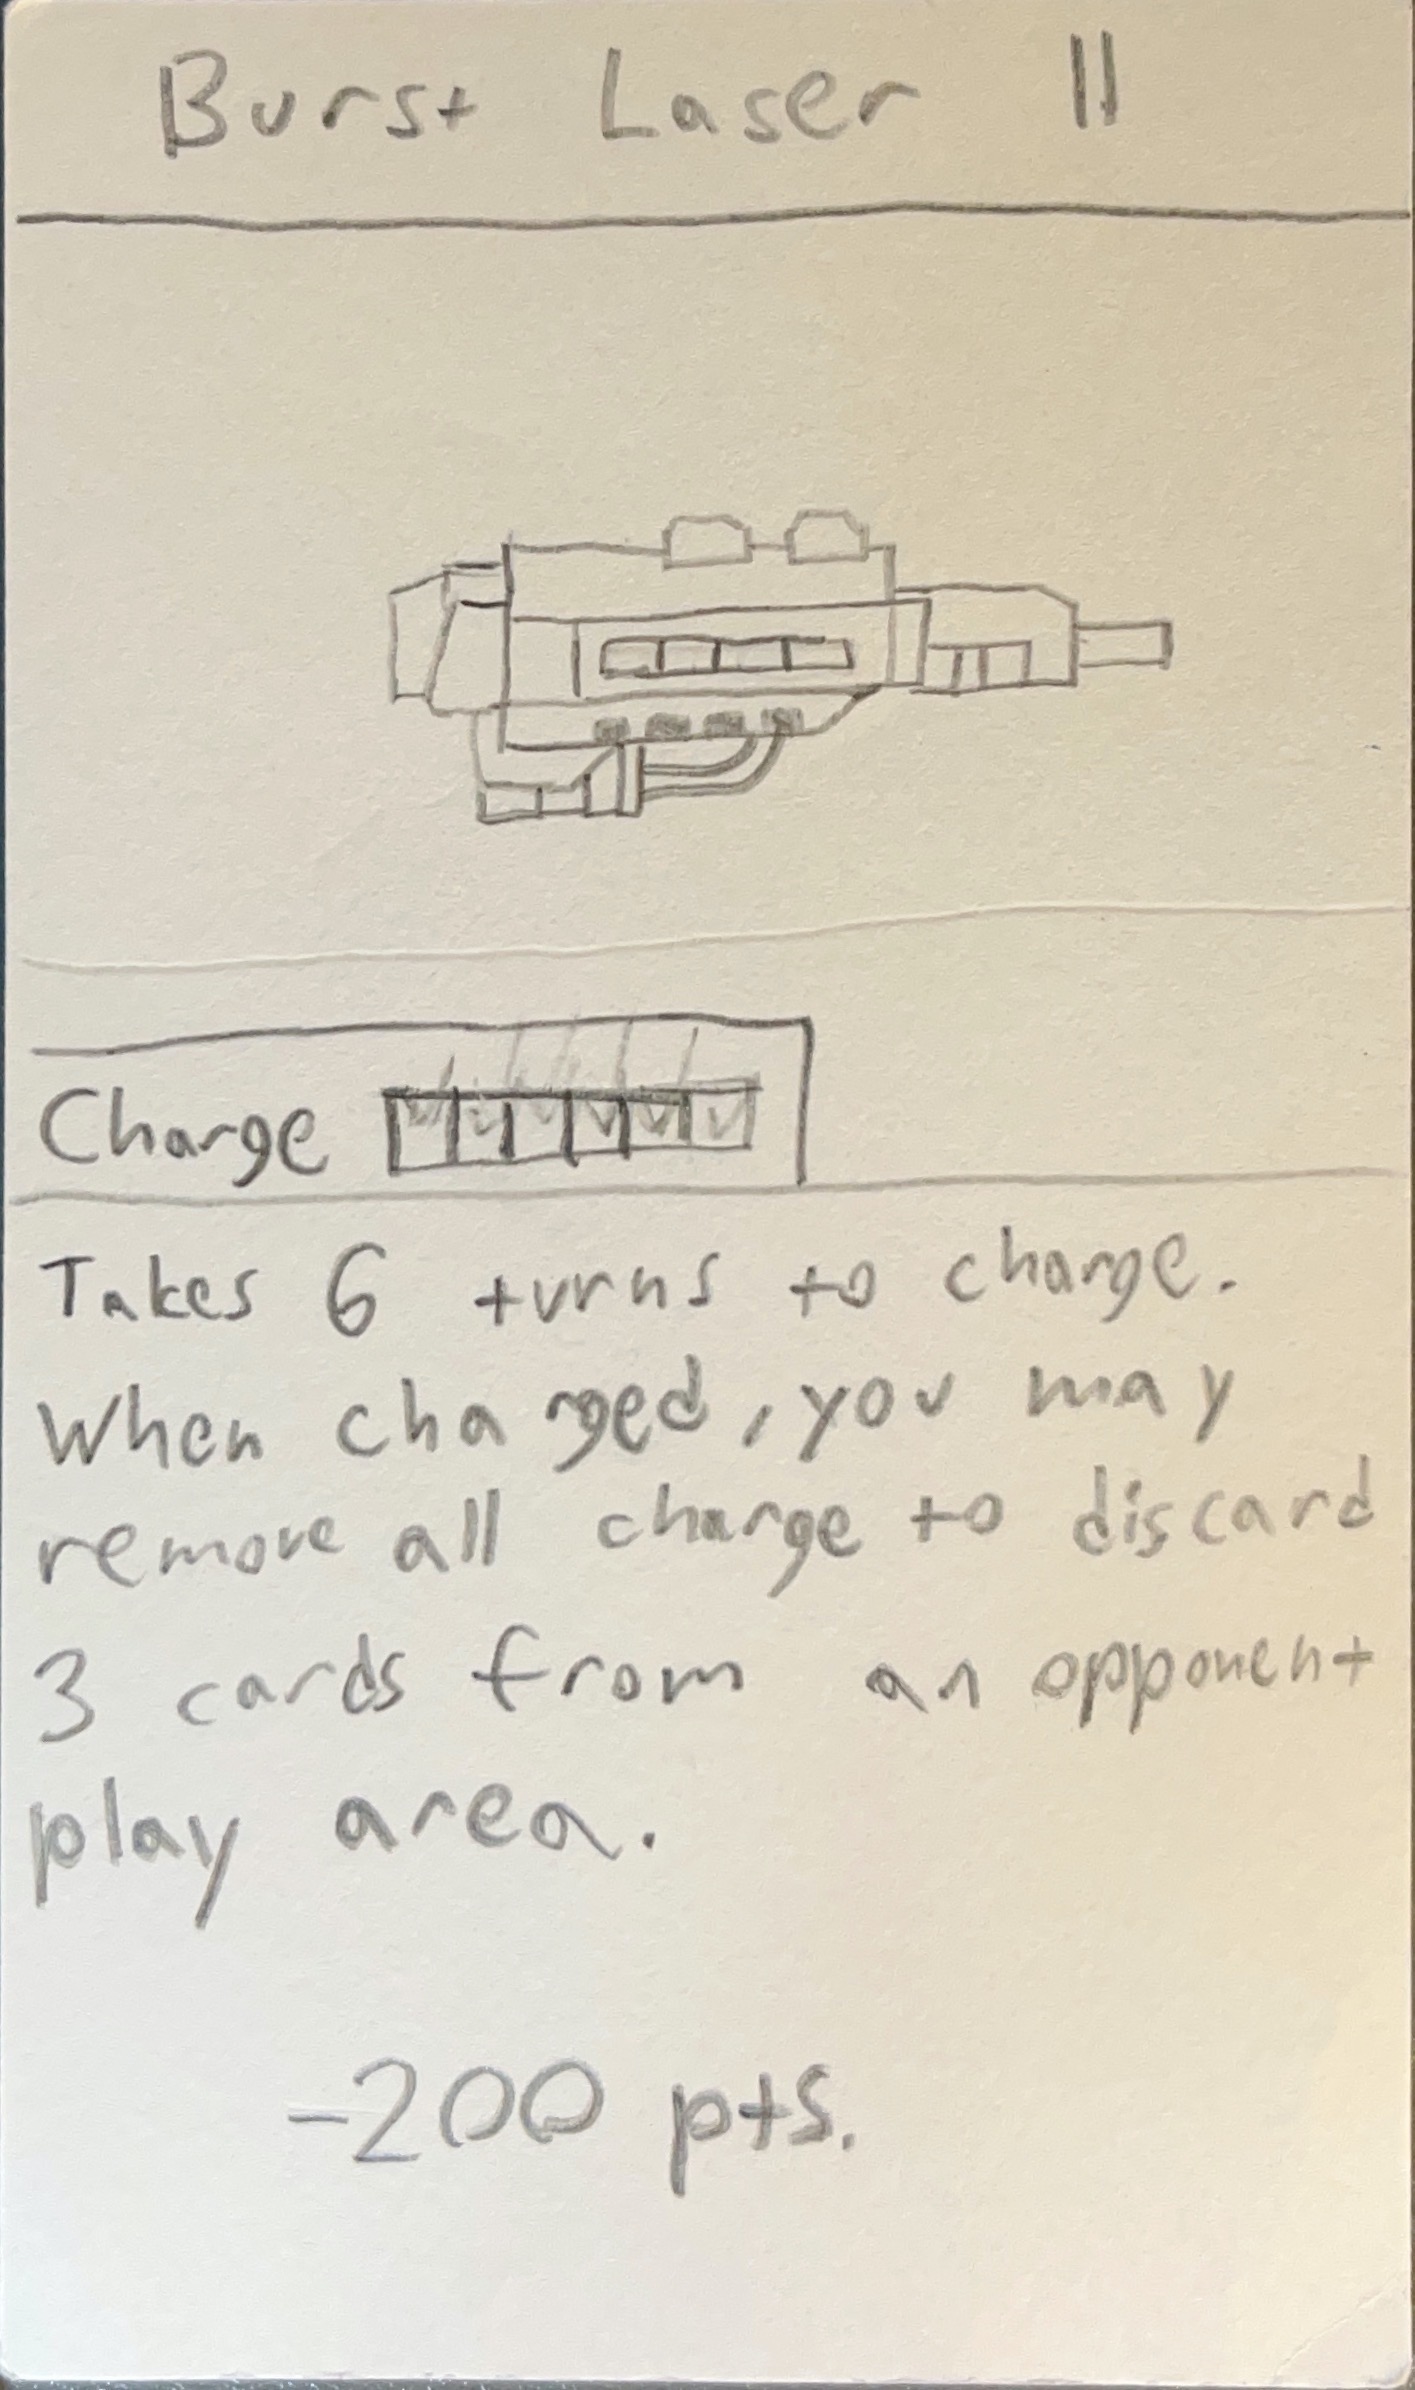 Burst Laser II
Charge
Takes 6 turns to charge.
When charged, you may
remove all charge to discard
3 cards from an opponent
play area.
-200 pts.